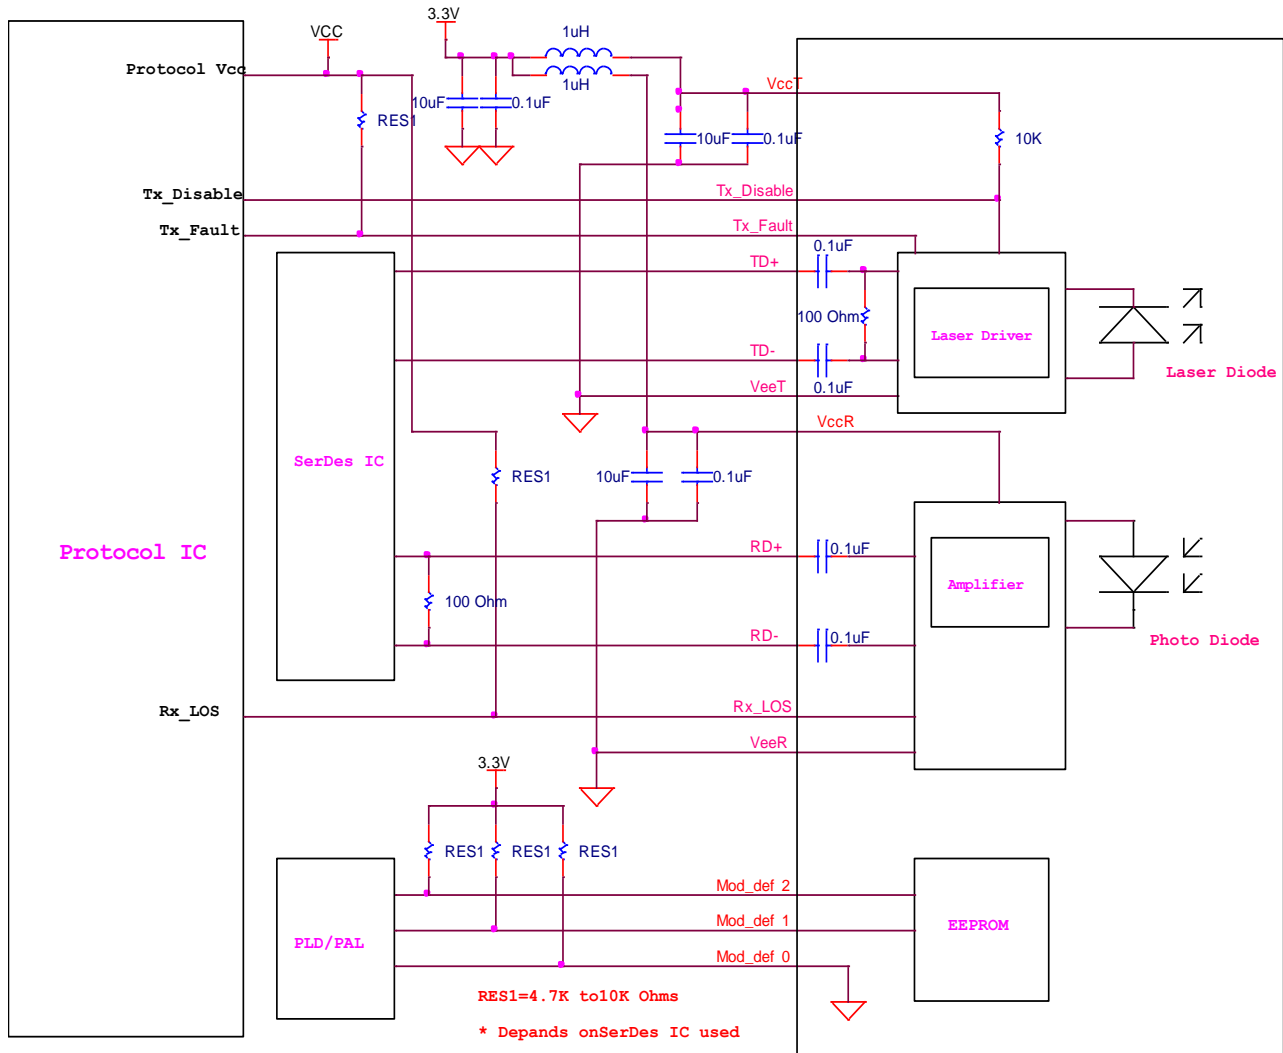 3.3V
VCC
1uH
Protocol Vcc
1uH
VccT
10uF
0.1uF
RES1
10uF
0.1uF
10K
Tx_Disable
Tx_Disable
Tx_Fault
Tx_Fault
0.1uF
TD+
100 Ohm
Laser Driver
TD-
Laser Diode
VeeT
0.1uF
VccR
SerDes IC
RES1
10uF
0.1uF
Protocol IC
RD+
0.1uF
Amplifier
100 Ohm
RD-
0.1uF
Photo Diode
Rx_LOS
Rx_LOS
VeeR
3.3V
RES1
RES1
RES1
Mod_def 2
Mod_def 1
EEPROM
PLD/PAL
Mod_def 0
RES1=4.7K to10K Ohms
* Depands onSerDes IC used